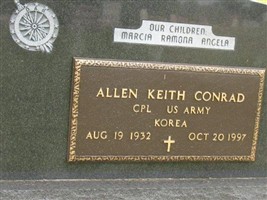 OUR CHILDREN
MARCIA RAMONA ANGELA
ALLEN KEITH CONRAD
CPL US ARMY
KOREA
AUG 19 1932 OCT 20 1997